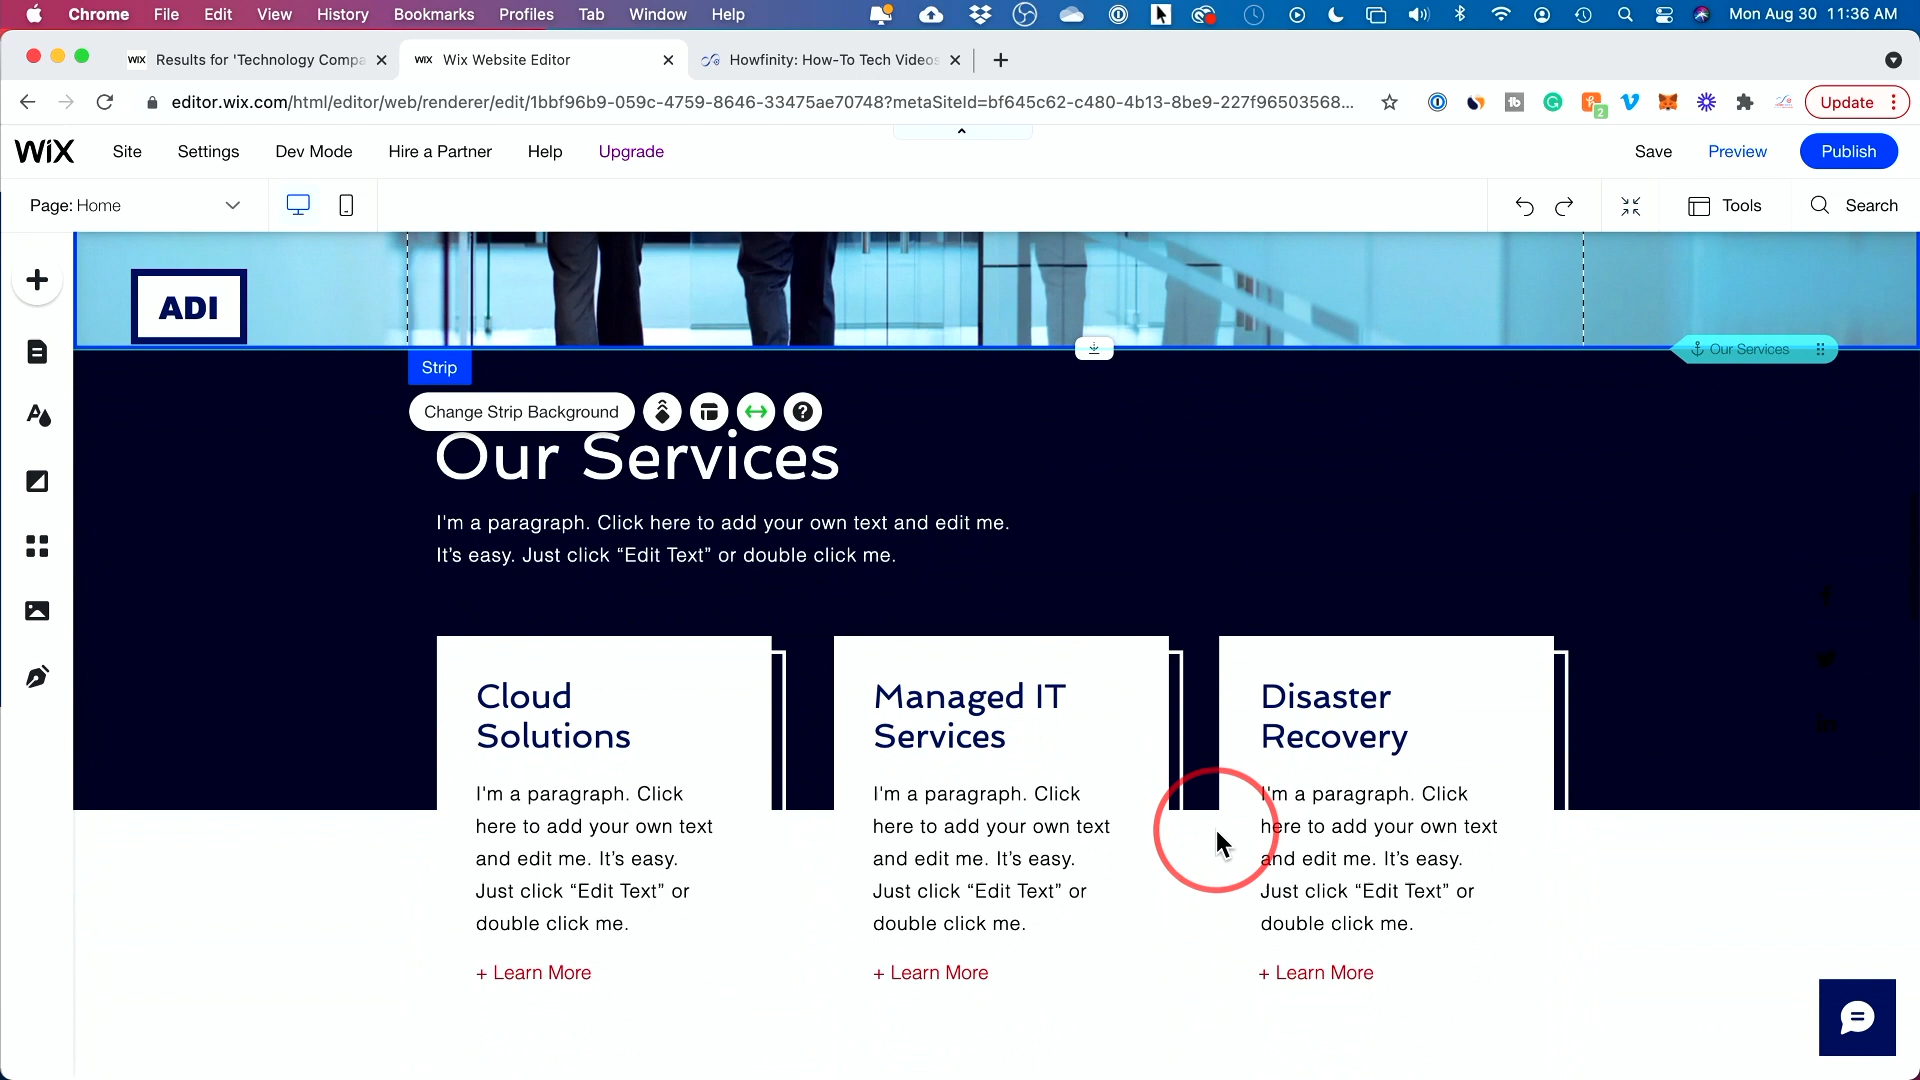 Chrome File Edit View History Bookmarks Profiles Tab Window Help Mon Aug 30 11:36 AM
WIX Results for 'Technology Compa
WIX Wix Website Editor
Howfinity: How-To Tech Videos
editor.wix.com/html/editor/web/renderer/edit/1bbf96b9-059c-4759-8646-33475ae70748?metaSiteId=bf645c62-c480-4b13-8be9-227f96503568...
tb
2
Update
WIX Site Settings Dev Mode Hire a Partner Help Upgrade Save Preview Publish
Page: Home Tools Search
ADI
Our Services
Strip
Change Strip Background
?
Our Services
I'm a paragraph. Click here to add your own text and edit me.
It's easy. Just click “Edit Text” or double click me.
Cloud
Solutions
I'm a paragraph. Click
here to add your own text
and edit me. It's easy.
Just click “Edit Text” or
double click me.
+ Learn More
Managed IT
Services
I'm a paragraph. Click
here to add your own text
and edit me. It's easy.
Just click “Edit Text” or
double click me.
+ Learn More
Disaster
Recovery
I'm a paragraph. Click
here to add your own text
and edit me. It's easy.
Just click “Edit Text” or
double click me.
+ Learn More